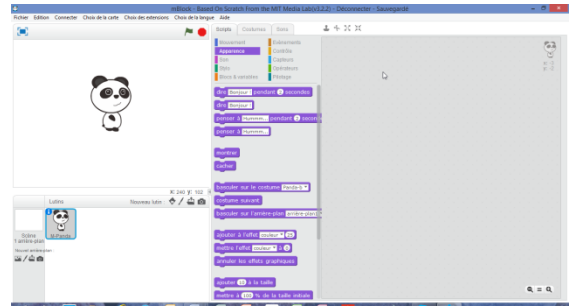 mBlock - Based On Scratch From the MIT Media Lab(v3.2.2) - Déconnecter - Sauvegardé
Fichier Edition Connecter Choix de la carte Choix des extensions Choix de la langue Aide
Scripts Costumes Sons
Mouvement Evènements
Apparence Contrôle
Son Capteurs
Stylo Opérateurs
Blocs & variables Pilotage
dire Bonjour ! pendant 2 secondes
dire Bonjour !
penser à Hummm... pendant 2 second
penser à Hummm...
montrer
cacher
basculer sur le costume Panda-b
costume suivant
basculer sur l'arrière-plan arrière-plan
ajouter à l'effet couleur 25
mettre l'effet couleur à 0
annuler les effets graphiques
ajouter 10 à la taille
mettre à 100 % de la taille initiale
X: 240 Y: 102
Lutins Nouveau lutin :
Scène
1 arrière-plan
M-Panda